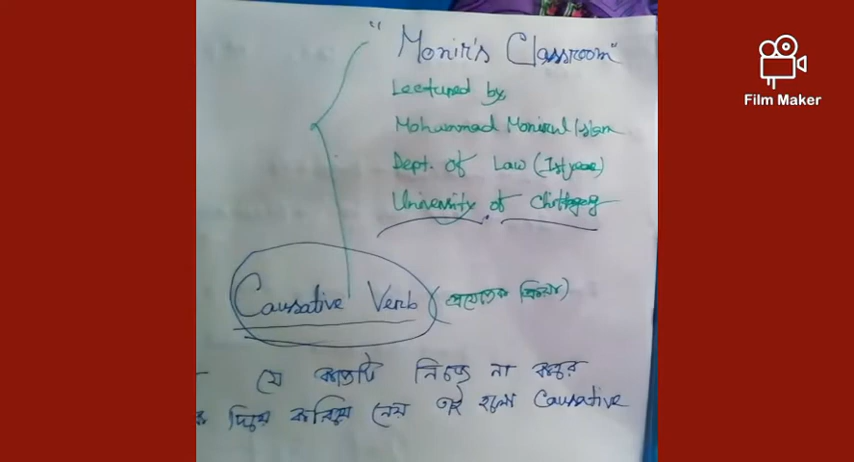 "Monir's Classroom"
Lectured by
Mohammad Monirul Islam
Dept. of Law (1st year)
University of Chittagong
Causative Verb (প্রযোজক ক্রিয়া)
যে কাজটি নিজে না করে
দিয়ে করিয়ে নেয় তাই হলো Causative
Film Maker